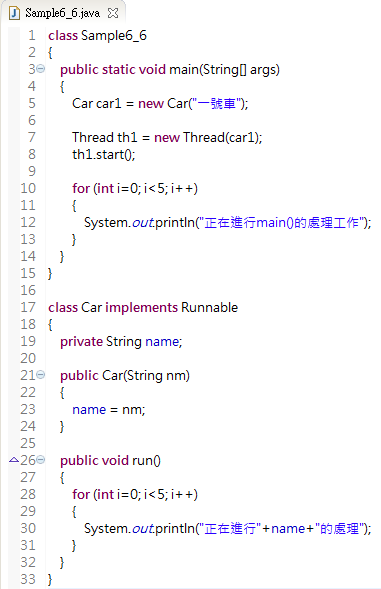 Sample6_6.java
1 class Sample6_6
2 {
3 public static void main(String[] args)
4 {
5 Car car1 = new Car("一號車");
6
7 Thread th1 = new Thread(car1);
8 th1.start();
9
10 for (int i=0; i<5; i++)
11 {
12 System.out.println("正在進行main()的處理工作");
13 }
14 }
15 }
16
17 class Car implements Runnable
18 {
19 private String name;
20
21 public Car(String nm)
22 {
23 name = nm;
24 }
25
26 public void run()
27 {
28 for (int i=0; i<5; i++)
29 {
30 System.out.println("正在進行"+name+"的處理");
31 }
32 }
33 }